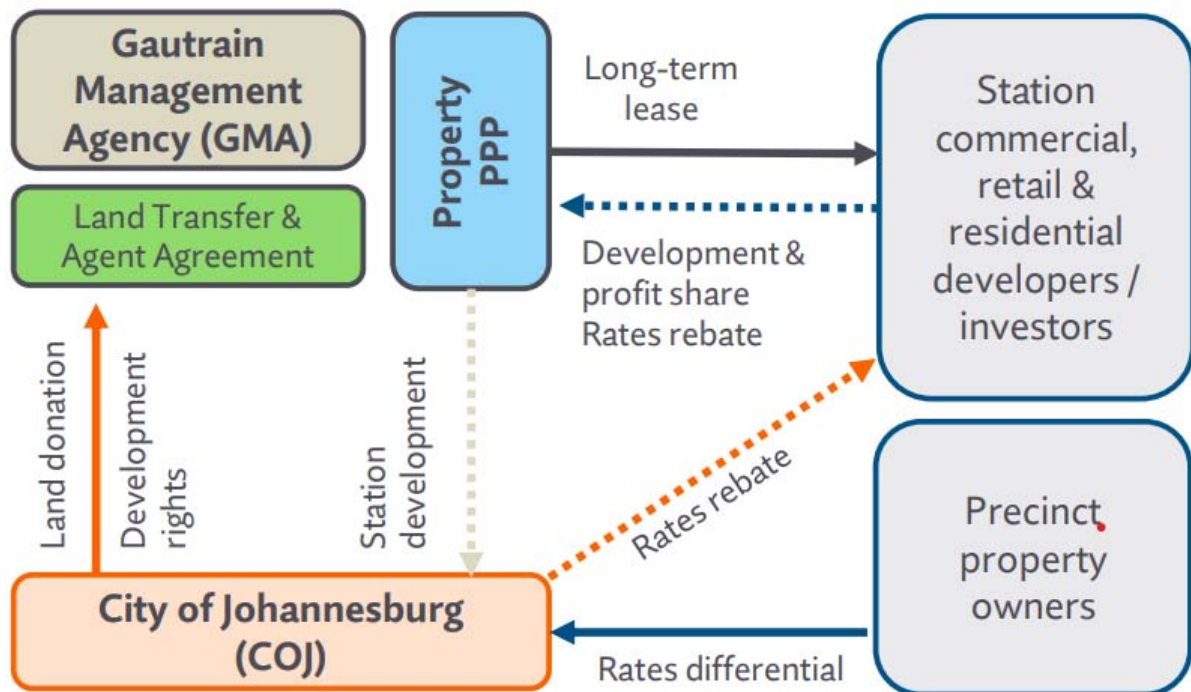 Gautrain
Management
Agency (GMA)
Land Transfer &
Agent Agreement
Property
PPP
Long-term
lease
Development &
profit share
Rates rebate
Station
commercial,
retail &
residential
developers /
investors
Land donation
Development
rights
Station
development
Rates rebate
Precinct
property
owners
City of Johannesburg
(COJ)
Rates differential